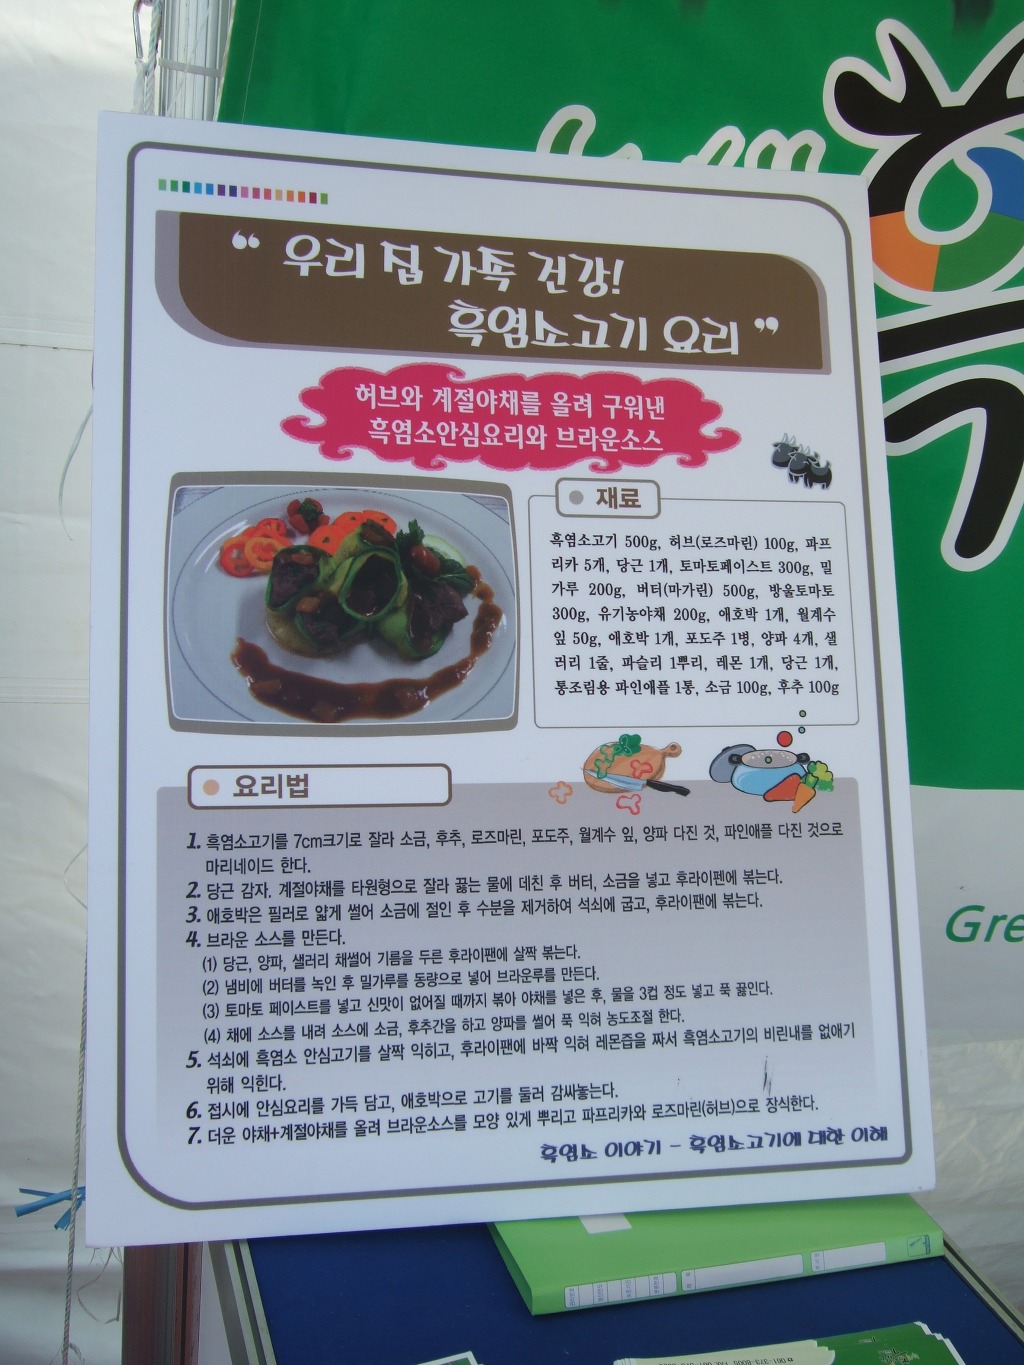 “ 우리 집 가족 건강!
흑염소고기 요리 ”
허브와 계절야채를 올려 구워낸
흑염소안심요리와 브라운소스
재료
흑염소고기 500g, 허브(로즈마린) 100g, 파프
리카 5개, 당근 1개, 토마토페이스트 300g, 밀
가루 200g, 버터(마가린) 500g, 방울토마토
300g, 유기농야채 200g, 애호박 1개, 월계수
잎 50g, 애호박 1개, 포도주 1병, 양파 4개, 샐
러리 1줄, 파슬리 1뿌리, 레몬 1개, 당근 1개,
통조림용 파인애플 1통, 소금 100g, 후추 100g
요리법
1. 흑염소고기를 7cm크기로 잘라 소금, 후추, 로즈마린, 포도주, 월계수 잎, 양파 다진 것, 파인애플 다진 것으로
마리네이드 한다.
2. 당근 감자. 계절야채를 타원형으로 잘라 끓는 물에 데친 후 버터, 소금을 넣고 후라이펜에 볶는다.
3. 애호박은 필러로 얇게 썰어 소금에 절인 후 수분을 제거하여 석쇠에 굽고, 후라이팬에 볶는다.
4. 브라운 소스를 만든다.
(1) 당근, 양파, 샐러리 채썰어 기름을 두른 후라이팬에 살짝 볶는다.
(2) 냄비에 버터를 녹인 후 밀가루를 동량으로 넣어 브라운루를 만든다.
(3) 토마토 페이스트를 넣고 신맛이 없어질 때까지 볶아 야채를 넣은 후, 물을 3컵 정도 넣고 푹 끓인다.
(4) 채에 소스를 내려 소스에 소금, 후추간을 하고 양파를 썰어 푹 익혀 농도조절 한다.
5. 석쇠에 흑염소 안심고기를 살짝 익히고, 후라이팬에 바짝 익혀 레몬즙을 짜서 흑염소고기의 비린내를 없애기
위해 익힌다.
6. 접시에 안심요리를 가득 담고, 애호박으로 고기를 둘러 감싸놓는다.
7. 더운 야채+계절야채를 올려 브라운소스를 모양 있게 뿌리고 파프리카와 로즈마린(허브)으로 장식한다.
흑염소 이야기 - 흑염소고기에 대한 이해
Gre